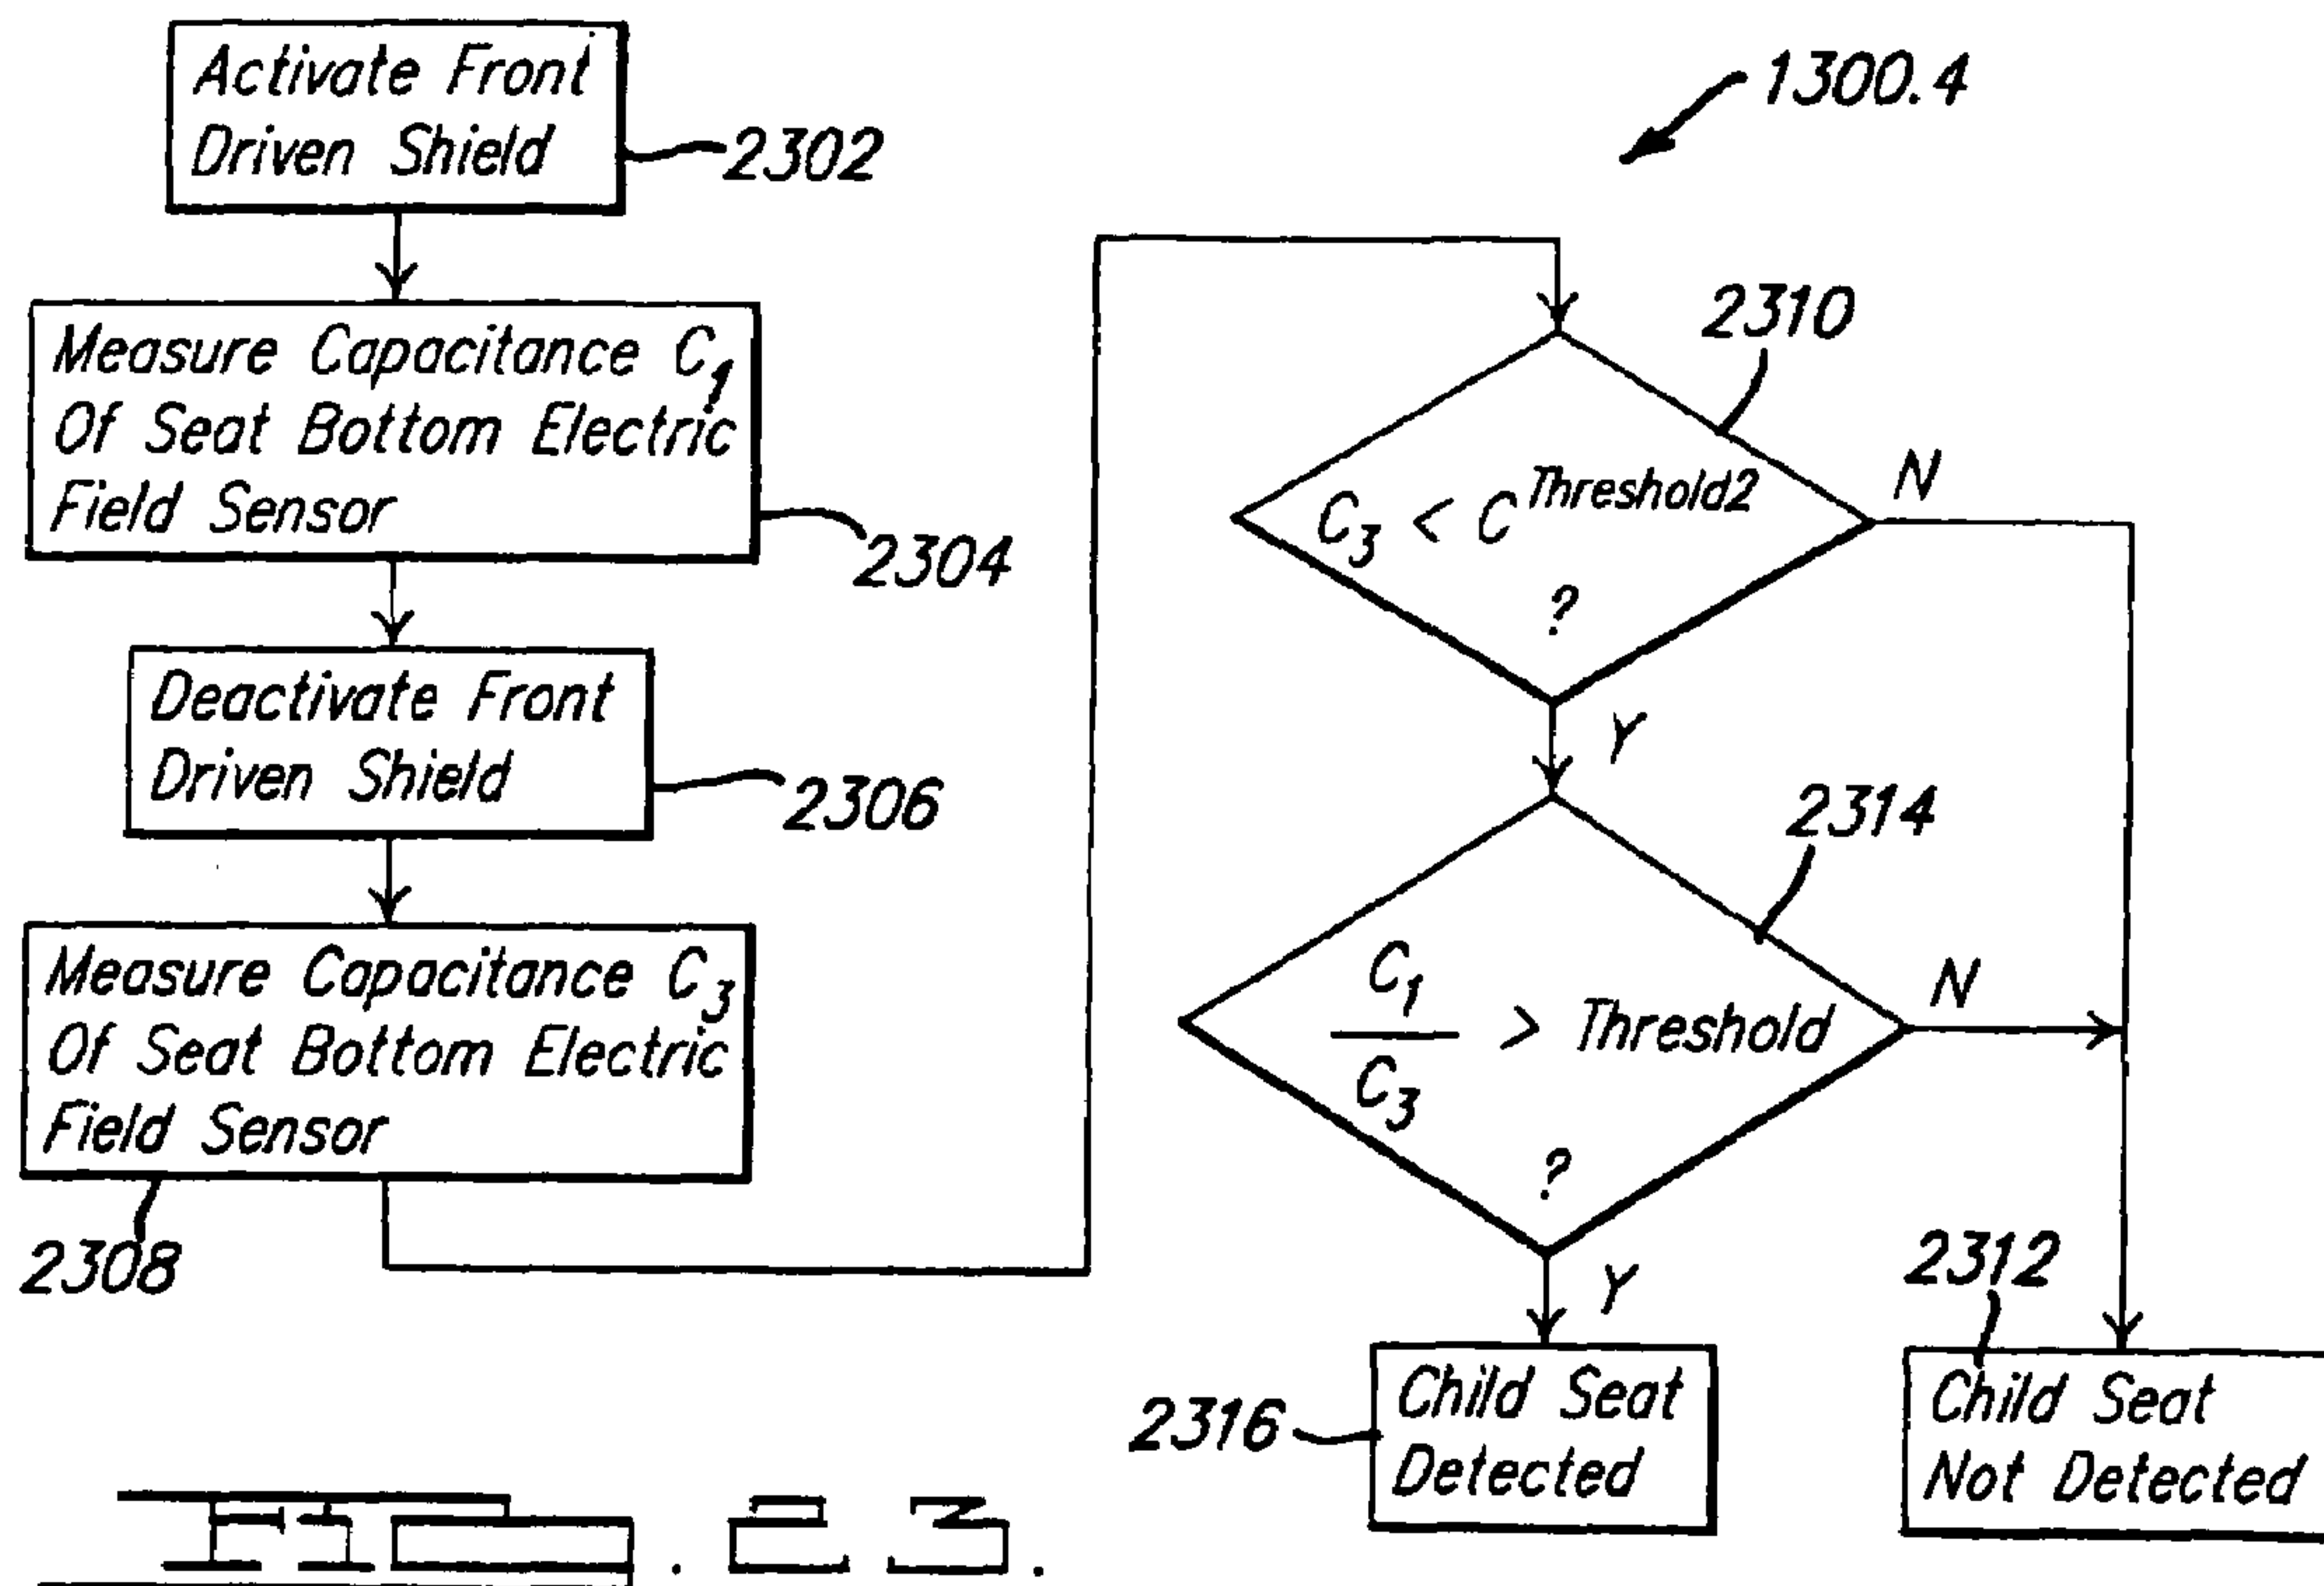 Activate Front
Driven Shield
2302
1300.4
Measure Capacitance C₁
Of Seat Bottom Electric
Field Sensor
2304
Deactivate Front
Driven Shield
2306
Measure Capacitance C₃
Of Seat Bottom Electric
Field Sensor
2308
2310
C₃ < C^Threshold2
?
N
Y
2314
C₁
C₃
> Threshold
?
N
Y
2316
Child Seat
Detected
2312
Child Seat
Not Detected
FIG. 23.